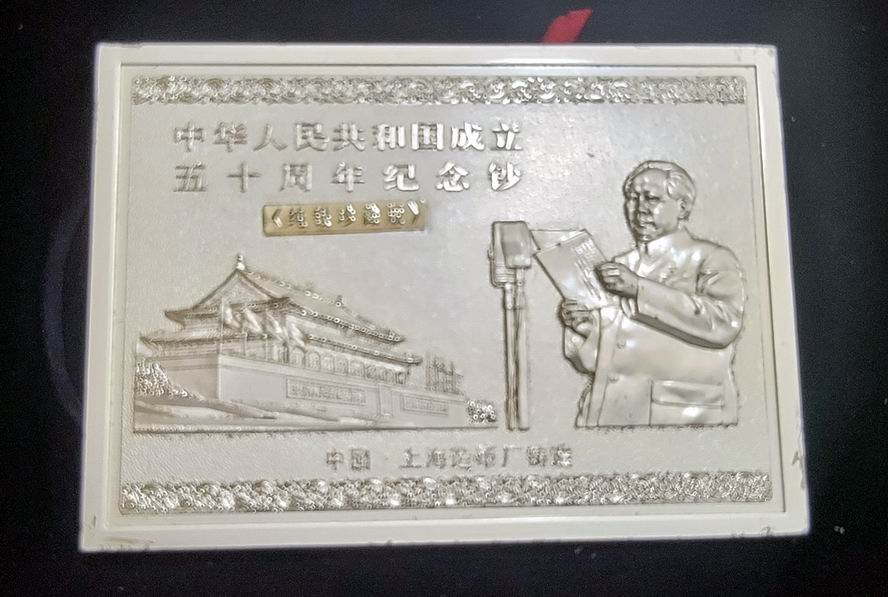 中华人民共和国成立
五十周年纪念钞
中国·上海造币厂铸造